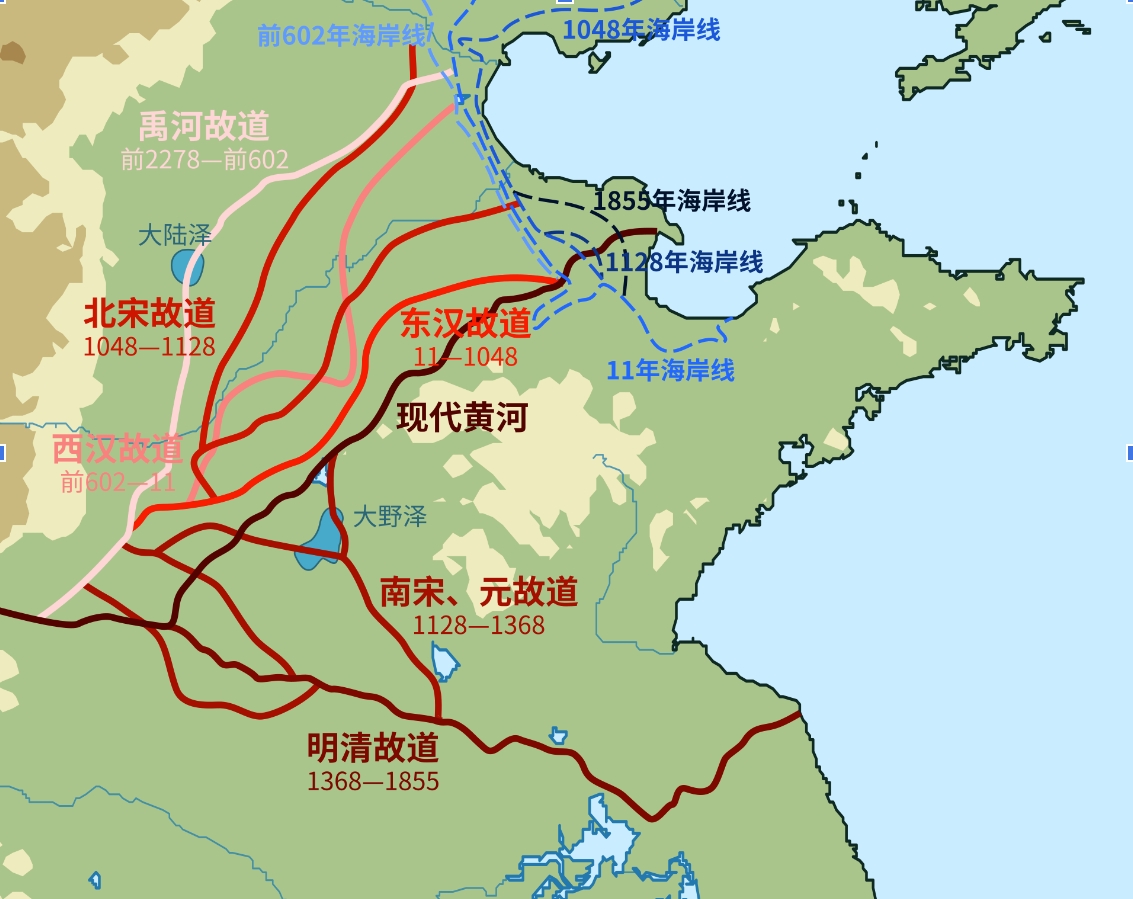 前602年海岸线
1048年海岸线
禹河故道
前2278—前602
1855年海岸线
大陆泽
1128年海岸线
北宋故道
1048—1128
东汉故道
11—1048
11年海岸线
现代黄河
西汉故道
前602—11
大野泽
南宋、元故道
1128—1368
明清故道
1368—1855